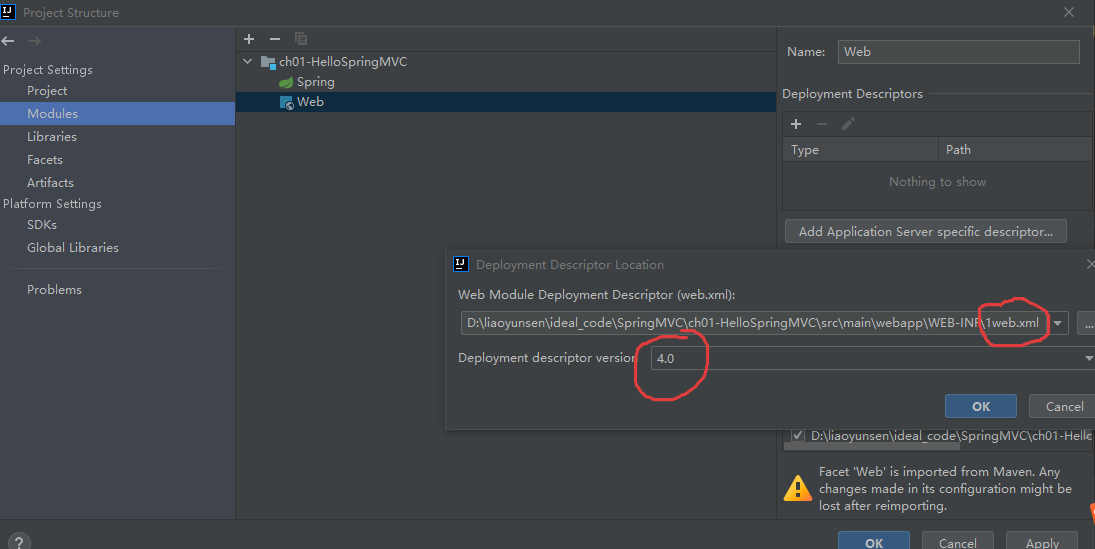 Project Structure
Project Settings
Project
Modules
Libraries
Facets
Artifacts
Platform Settings
SDKs
Global Libraries
Problems
ch01-HelloSpringMVC
Spring
Web
Name: Web
Deployment Descriptors
Type Path
Nothing to show
Add Application Server specific descriptor...
Deployment Descriptor Location
Web Module Deployment Descriptor (web.xml):
D:\liaoyunsen\ideal_code\SpringMVC\ch01-HelloSpringMVC\src\main\webapp\WEB-INF\1web.xml
...
Deployment descriptor version
4.0
OK Cancel
D:\liaoyunsen\ideal_code\SpringMVC\ch01-Hello
Facet 'Web' is imported from Maven. Any
changes made in its configuration might be
lost after reimporting.
?
OK Cancel Apply